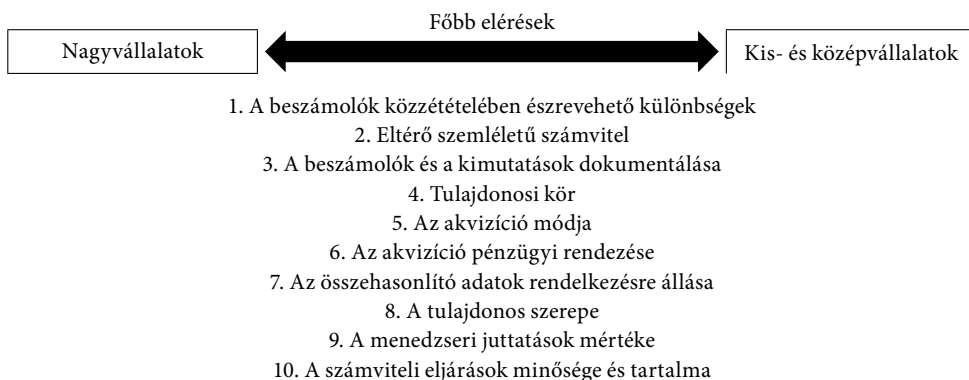 Főbb elérések
Nagyvállalatok
Kis- és középvállalatok
1. A beszámolók közzétételében észrevehető különbségek
2. Eltérő szemléletű számvitel
3. A beszámolók és a kimutatások dokumentálása
4. Tulajdonosi kör
5. Az akvizíció módja
6. Az akvizíció pénzügyi rendezése
7. Az összehasonlító adatok rendelkezésre állása
8. A tulajdonos szerepe
9. A menedzseri juttatások mértéke
10. A számviteli eljárások minősége és tartalma